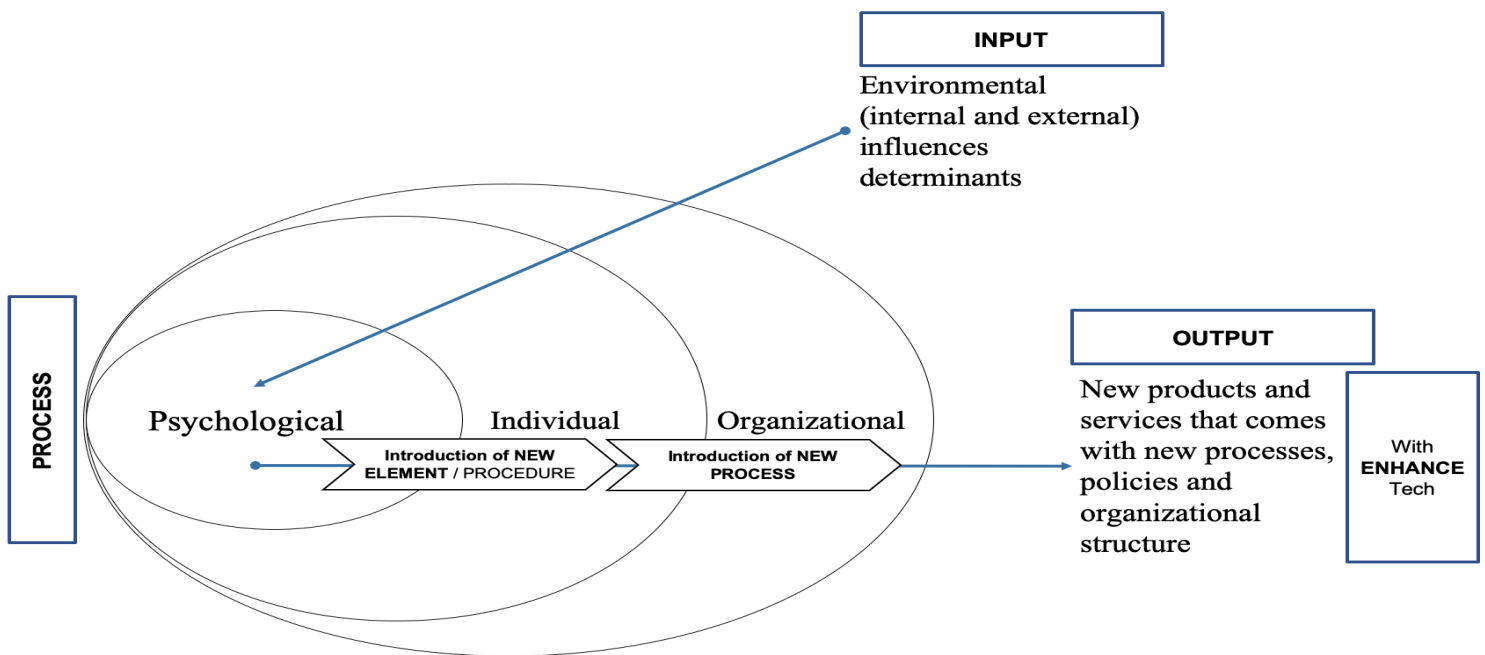 INPUT
Environmental
(internal and external)
influences
determinants
PROCESS
Psychological
Individual
Organizational
Introduction of NEW
ELEMENT / PROCEDURE
Introduction of NEW
PROCESS
OUTPUT
New products and
services that comes
with new processes,
policies and
organizational
structure
With
ENHANCE
Tech